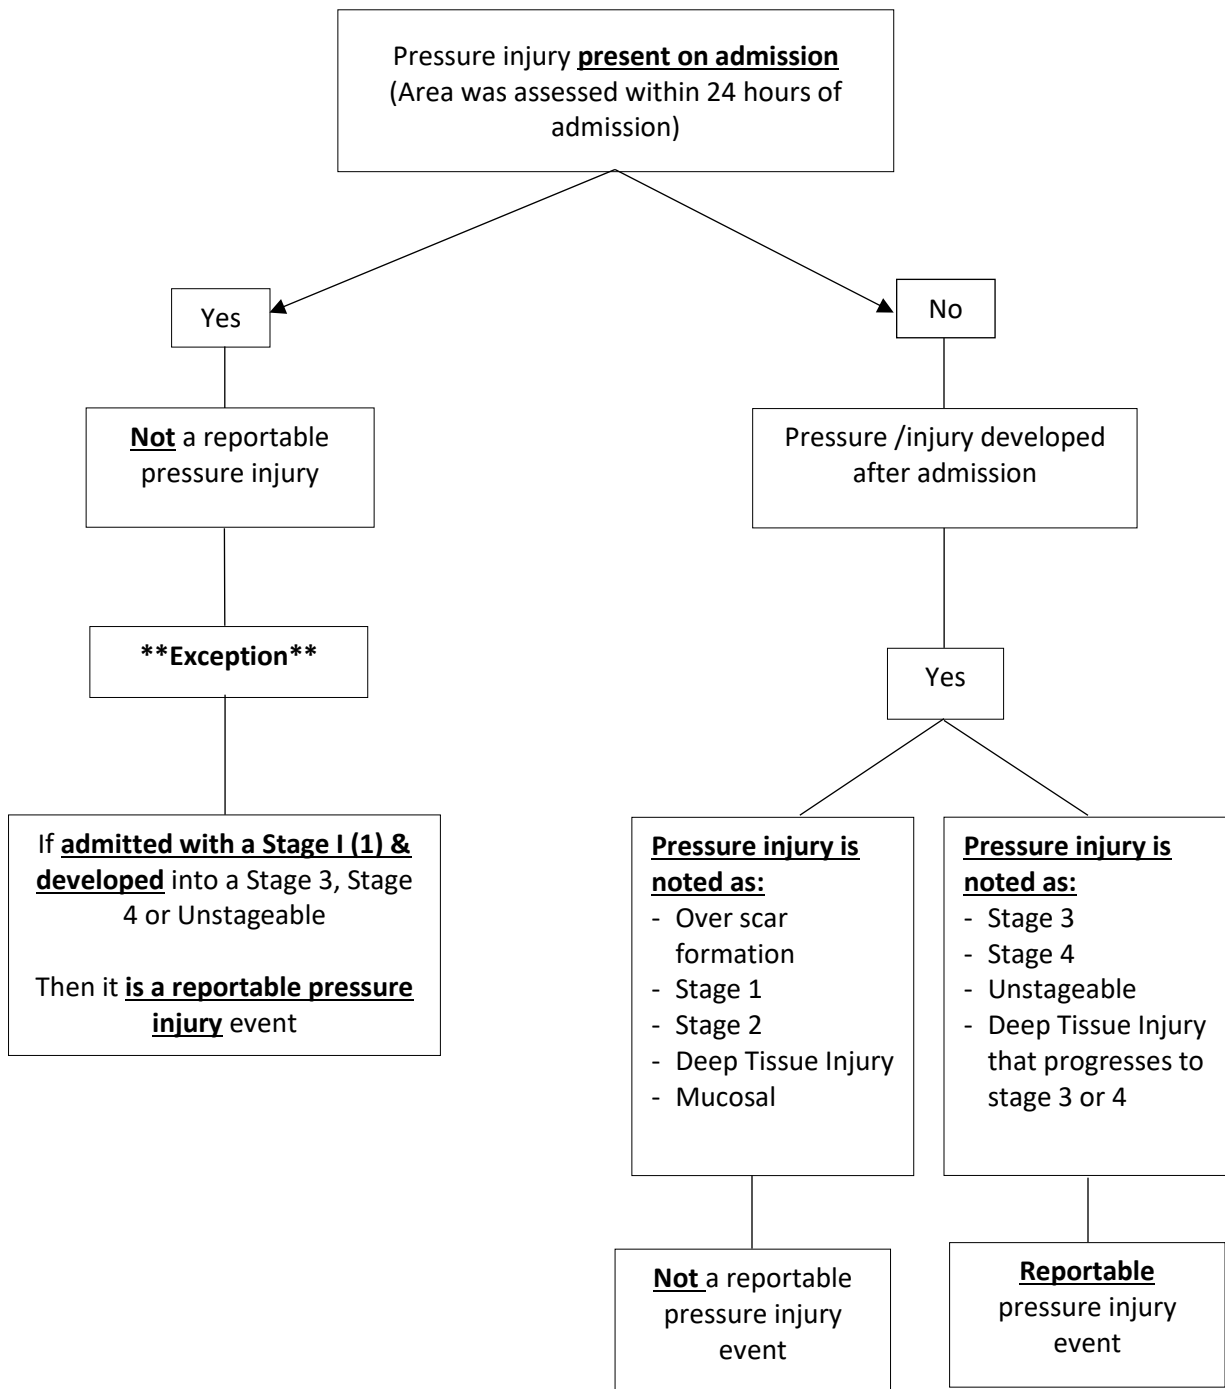 Pressure injury present on admission
(Area was assessed within 24 hours of
admission)
Yes
No
Not a reportable
pressure injury
Pressure /injury developed
after admission
**Exception**
Yes
If admitted with a Stage I (1) &
developed into a Stage 3, Stage
4 or Unstageable
Then it is a reportable pressure
injury event
Pressure injury is
noted as:
- Over scar
formation
- Stage 1
- Stage 2
- Deep Tissue Injury
- Mucosal
Pressure injury is
noted as:
- Stage 3
- Stage 4
- Unstageable
- Deep Tissue Injury
that progresses to
stage 3 or 4
Not a reportable
pressure injury
event
Reportable
pressure injury
event